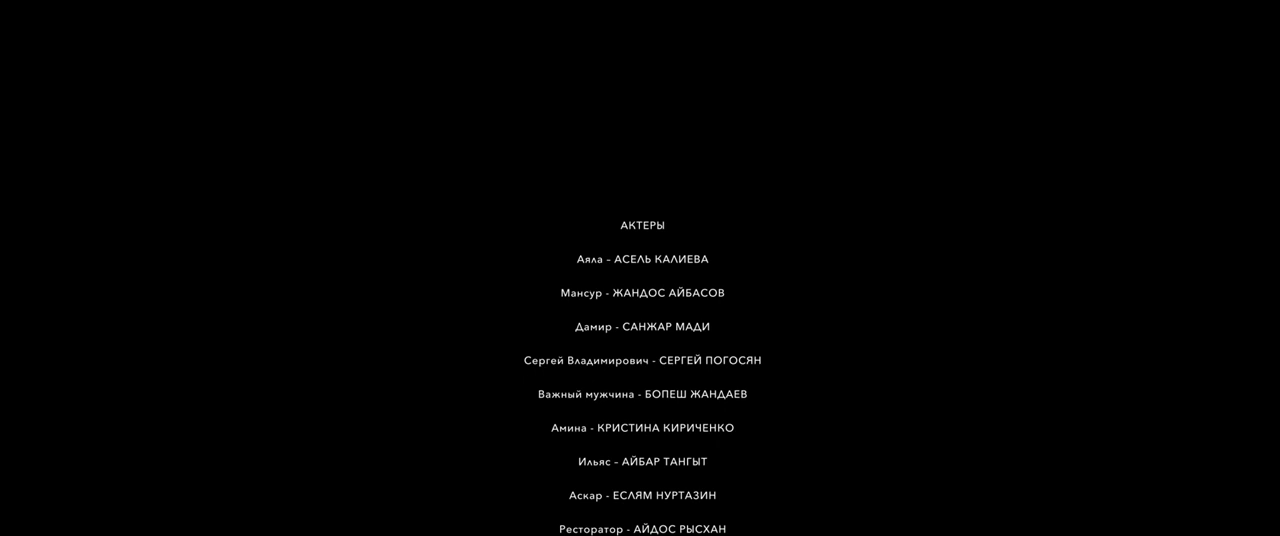 АКТЕРЫ
Аяла – АСЕЛЬ КАЛИЕВА
Мансур - ЖАНДОС АЙБАСОВ
Дамир - САНЖАР МАДИ
Сергей Владимирович - СЕРГЕЙ ПОГОСЯН
Важный мужчина - БОПЕШ ЖАНДАЕВ
Амина - КРИСТИНА КИРИЧЕНКО
Ильяс – АЙБАР ТАНГЫТ
Аскар - ЕСЛЯМ НУРТАЗИН
Ресторатор - АЙДОС РЫСХАН